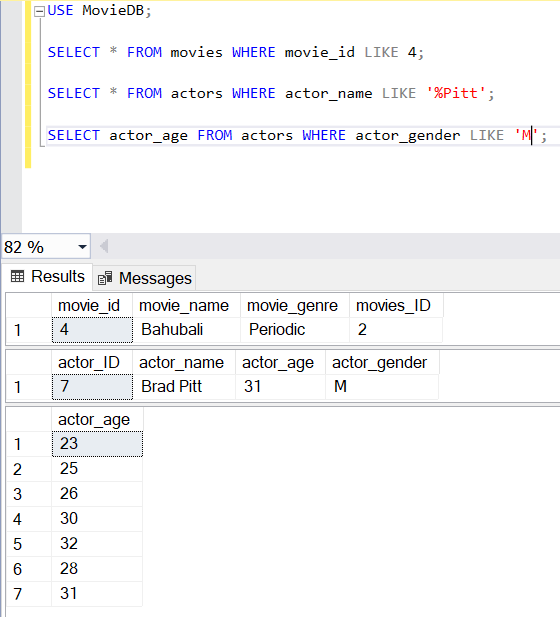 USE MovieDB;
SELECT * FROM movies WHERE movie_id LIKE 4;
SELECT * FROM actors WHERE actor_name LIKE '%Pitt';
SELECT actor_age FROM actors WHERE actor_gender LIKE 'M';
82 %
Results Messages
movie_id movie_name movie_genre movies_ID
1 4 Bahubali Periodic 2
actor_ID actor_name actor_age actor_gender
1 7 Brad Pitt 31 M
actor_age
1 23
2 25
3 26
4 30
5 32
6 28
7 31